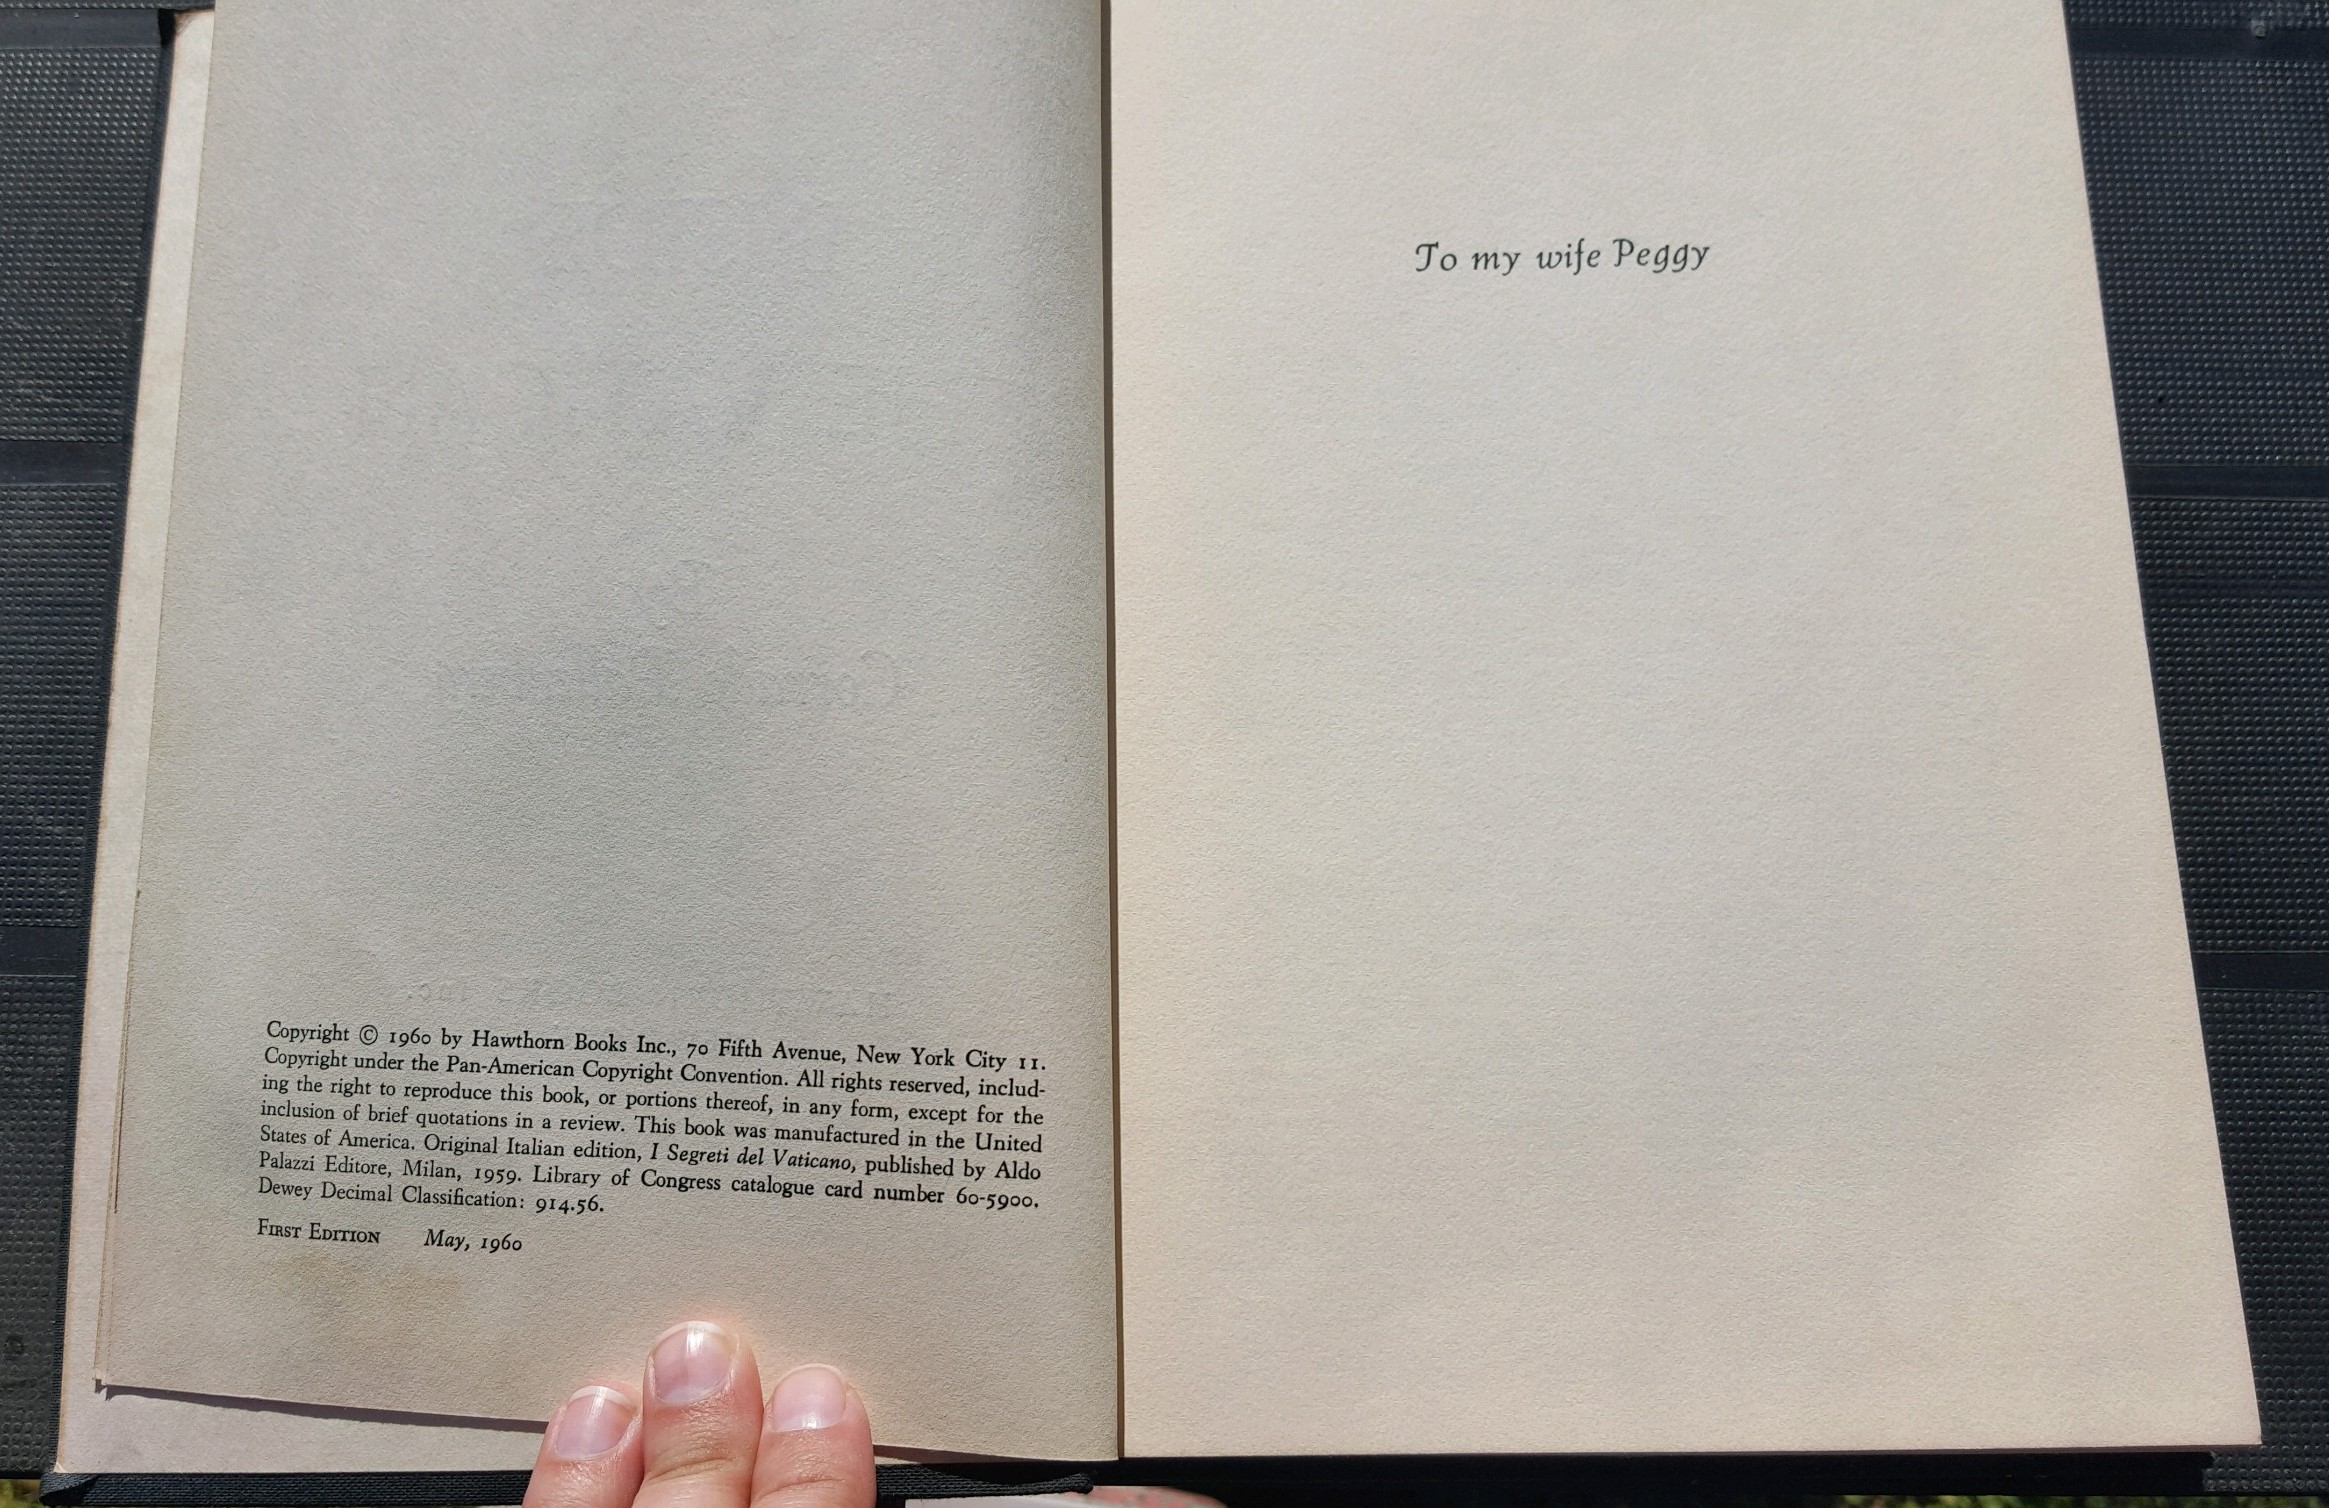 Copyright © 1960 by Hawthorn Books Inc., 70 Fifth Avenue, New York City 11.
Copyright under the Pan-American Copyright Convention. All rights reserved, includ-
ing the right to reproduce this book, or portions thereof, in any form, except for the
inclusion of brief quotations in a review. This book was manufactured in the United
States of America. Original Italian edition, I Segreti del Vaticano, published by Aldo
Palazzi Editore, Milan, 1959. Library of Congress catalogue card number 60-5900.
Dewey Decimal Classification: 914.56.
First Edition May, 1960
To my wife Peggy